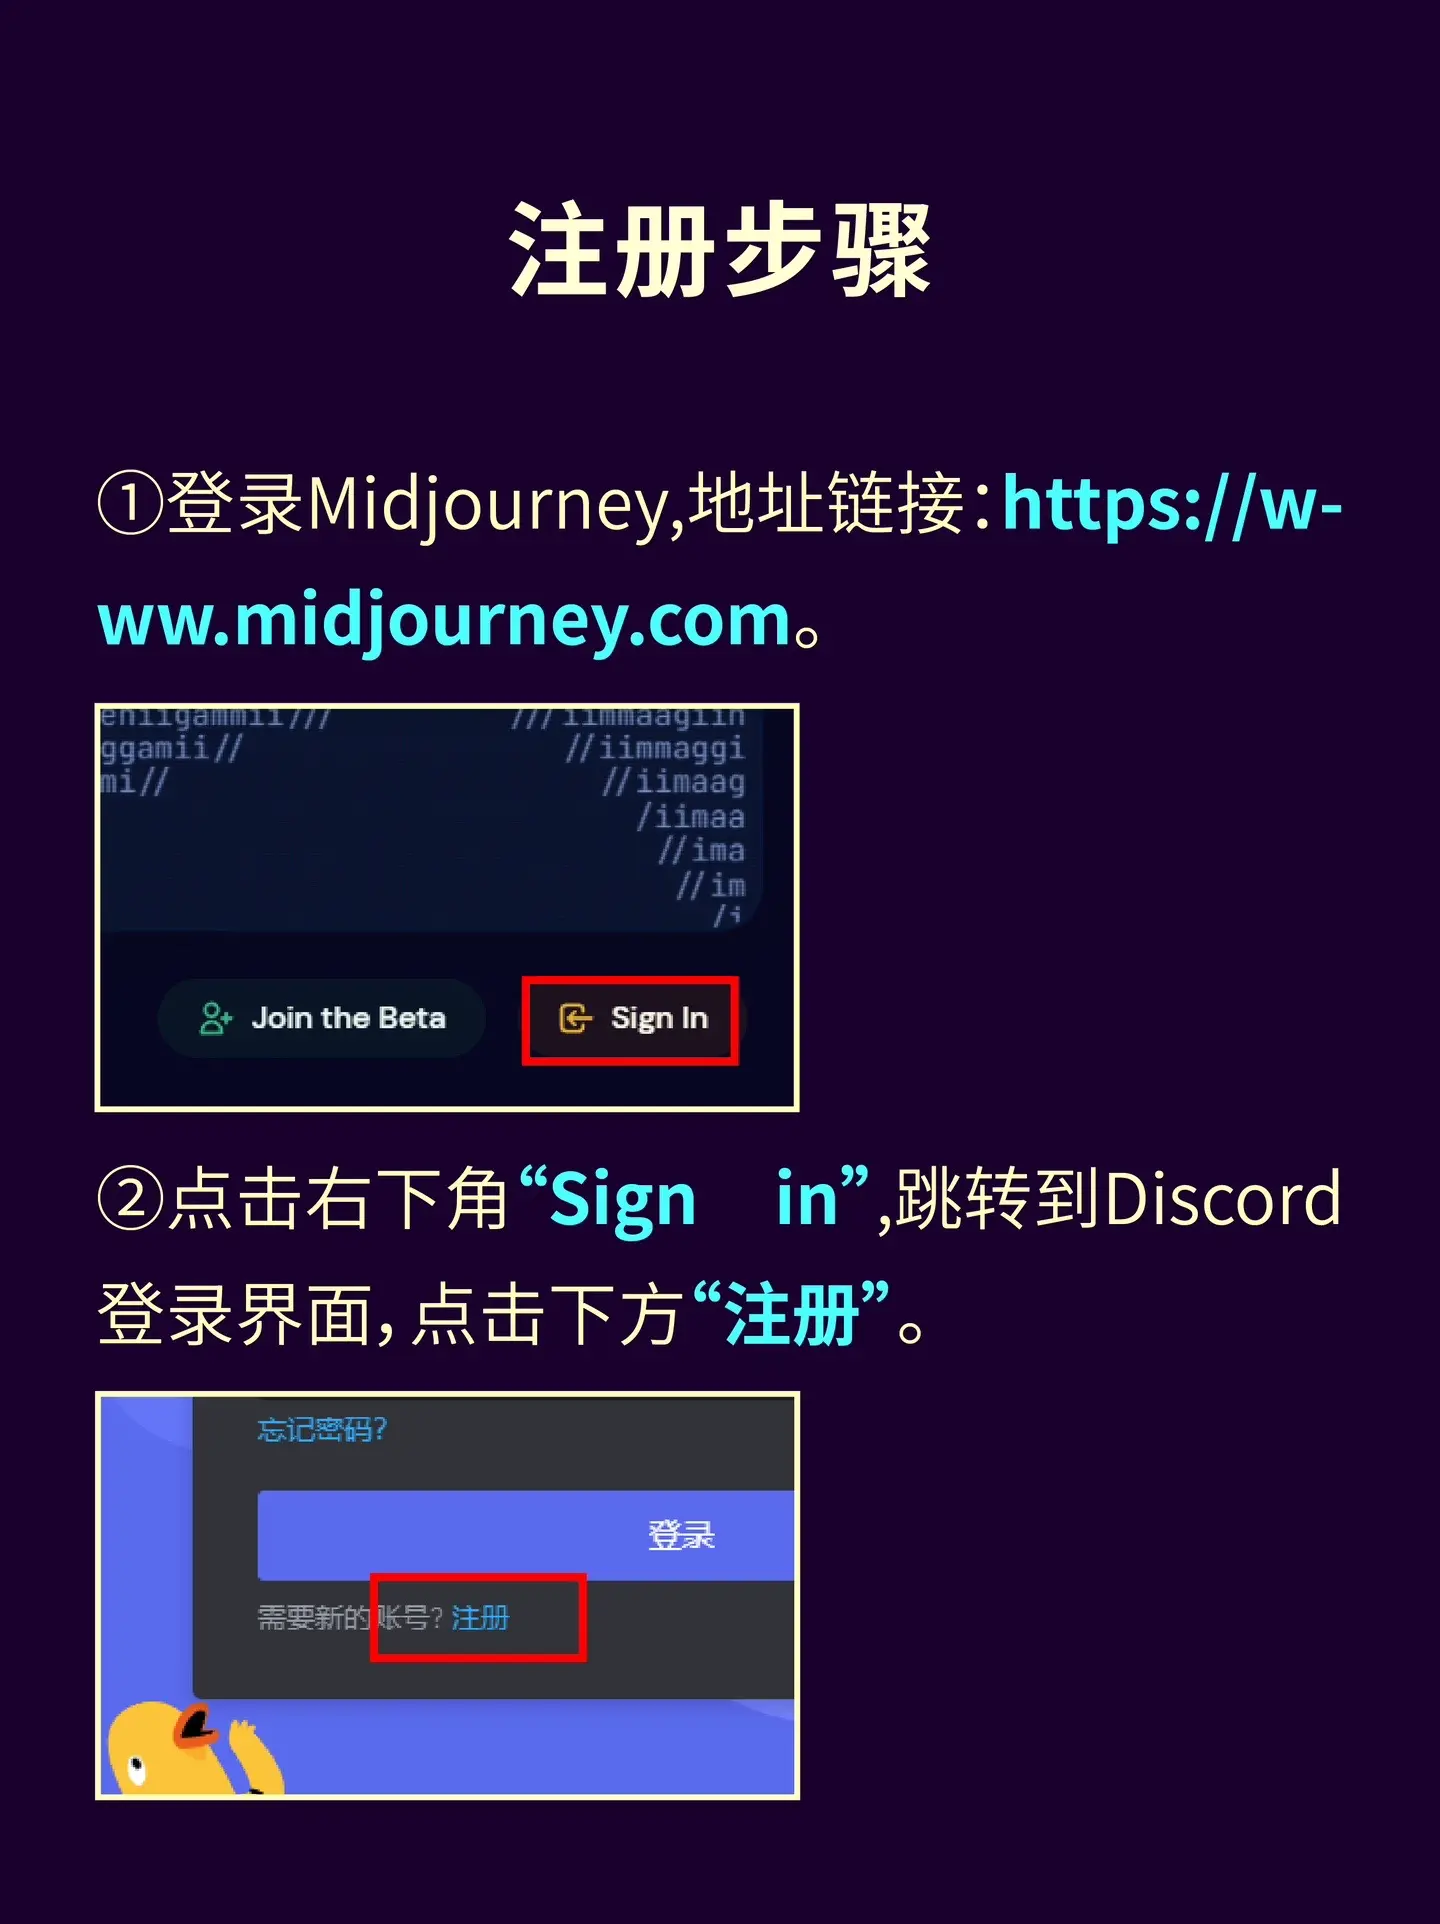 注册步骤
①登录Midjourney,地址链接：https://w-
ww.midjourney.com。
eniigammii/// ///iimmaagiin
ggamii// //iimmaggi
mi// //iimaag
/iimaa
//ima
//im
/i
Join the Beta Sign In
②点击右下角“Sign in”,跳转到Discord
登录界面，点击下方“注册”。
忘记密码?
登录
需要新的账号? 注册